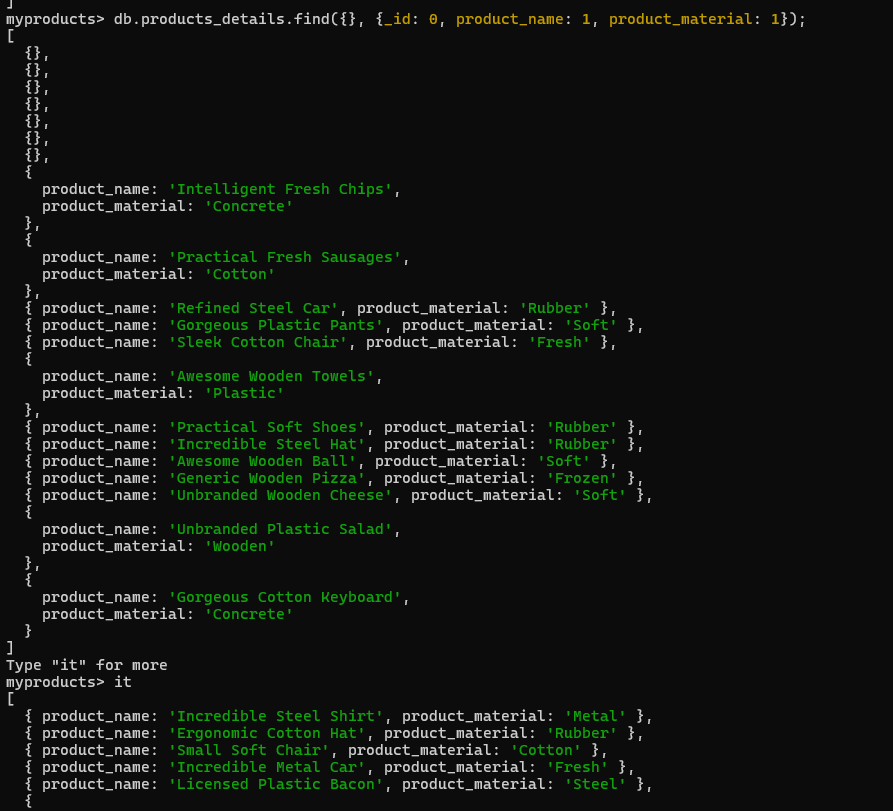 ]
myproducts> db.products_details.find({}, {_id: 0, product_name: 1, product_material: 1});
[
  {},
  {},
  {},
  {},
  {},
  {},
  {},
  {
    product_name: 'Intelligent Fresh Chips',
    product_material: 'Concrete'
  },
  {
    product_name: 'Practical Fresh Sausages',
    product_material: 'Cotton'
  },
  { product_name: 'Refined Steel Car', product_material: 'Rubber' },
  { product_name: 'Gorgeous Plastic Pants', product_material: 'Soft' },
  { product_name: 'Sleek Cotton Chair', product_material: 'Fresh' },
  {
    product_name: 'Awesome Wooden Towels',
    product_material: 'Plastic'
  },
  { product_name: 'Practical Soft Shoes', product_material: 'Rubber' },
  { product_name: 'Incredible Steel Hat', product_material: 'Rubber' },
  { product_name: 'Awesome Wooden Ball', product_material: 'Soft' },
  { product_name: 'Generic Wooden Pizza', product_material: 'Frozen' },
  { product_name: 'Unbranded Wooden Cheese', product_material: 'Soft' },
  {
    product_name: 'Unbranded Plastic Salad',
    product_material: 'Wooden'
  },
  {
    product_name: 'Gorgeous Cotton Keyboard',
    product_material: 'Concrete'
  }
]
Type "it" for more
myproducts> it
[
  { product_name: 'Incredible Steel Shirt', product_material: 'Metal' },
  { product_name: 'Ergonomic Cotton Hat', product_material: 'Rubber' },
  { product_name: 'Small Soft Chair', product_material: 'Cotton' },
  { product_name: 'Incredible Metal Car', product_material: 'Fresh' },
  { product_name: 'Licensed Plastic Bacon', product_material: 'Steel' },
  {